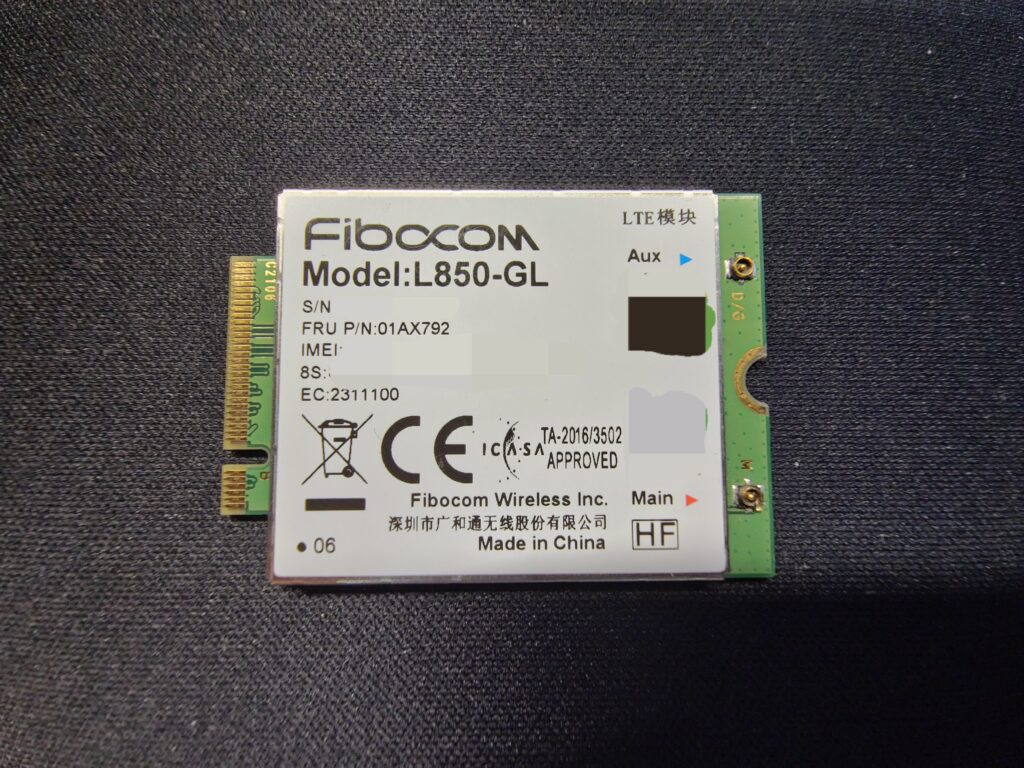 Fibocom
LTE模块
Model:L850-GL
Aux
S/N
FRU P/N:01AX792
IMEI
8S:
EC:2311100
CE
ICASA
TA-2016/3502
APPROVED
Fibocom Wireless Inc.
Main
深圳市广和通无线股份有限公司
Made in China
HF
06
C2106
D/G
M